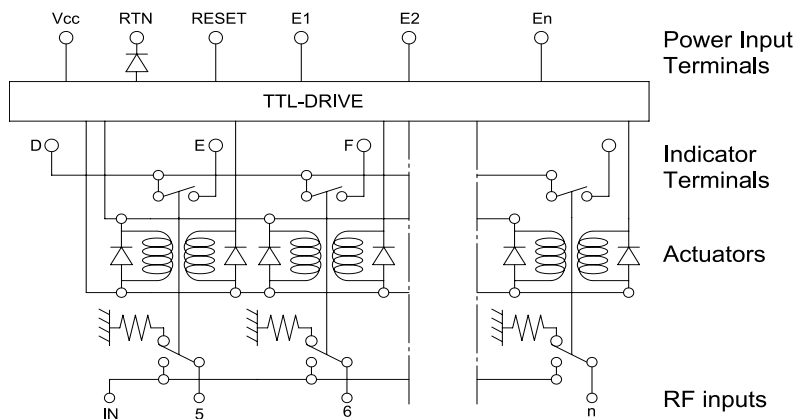 Vcc RTN RESET E1 E2 En
Power Input
Terminals
TTL-DRIVE
D E F
Indicator
Terminals
Actuators
IN 5 6 n
RF inputs